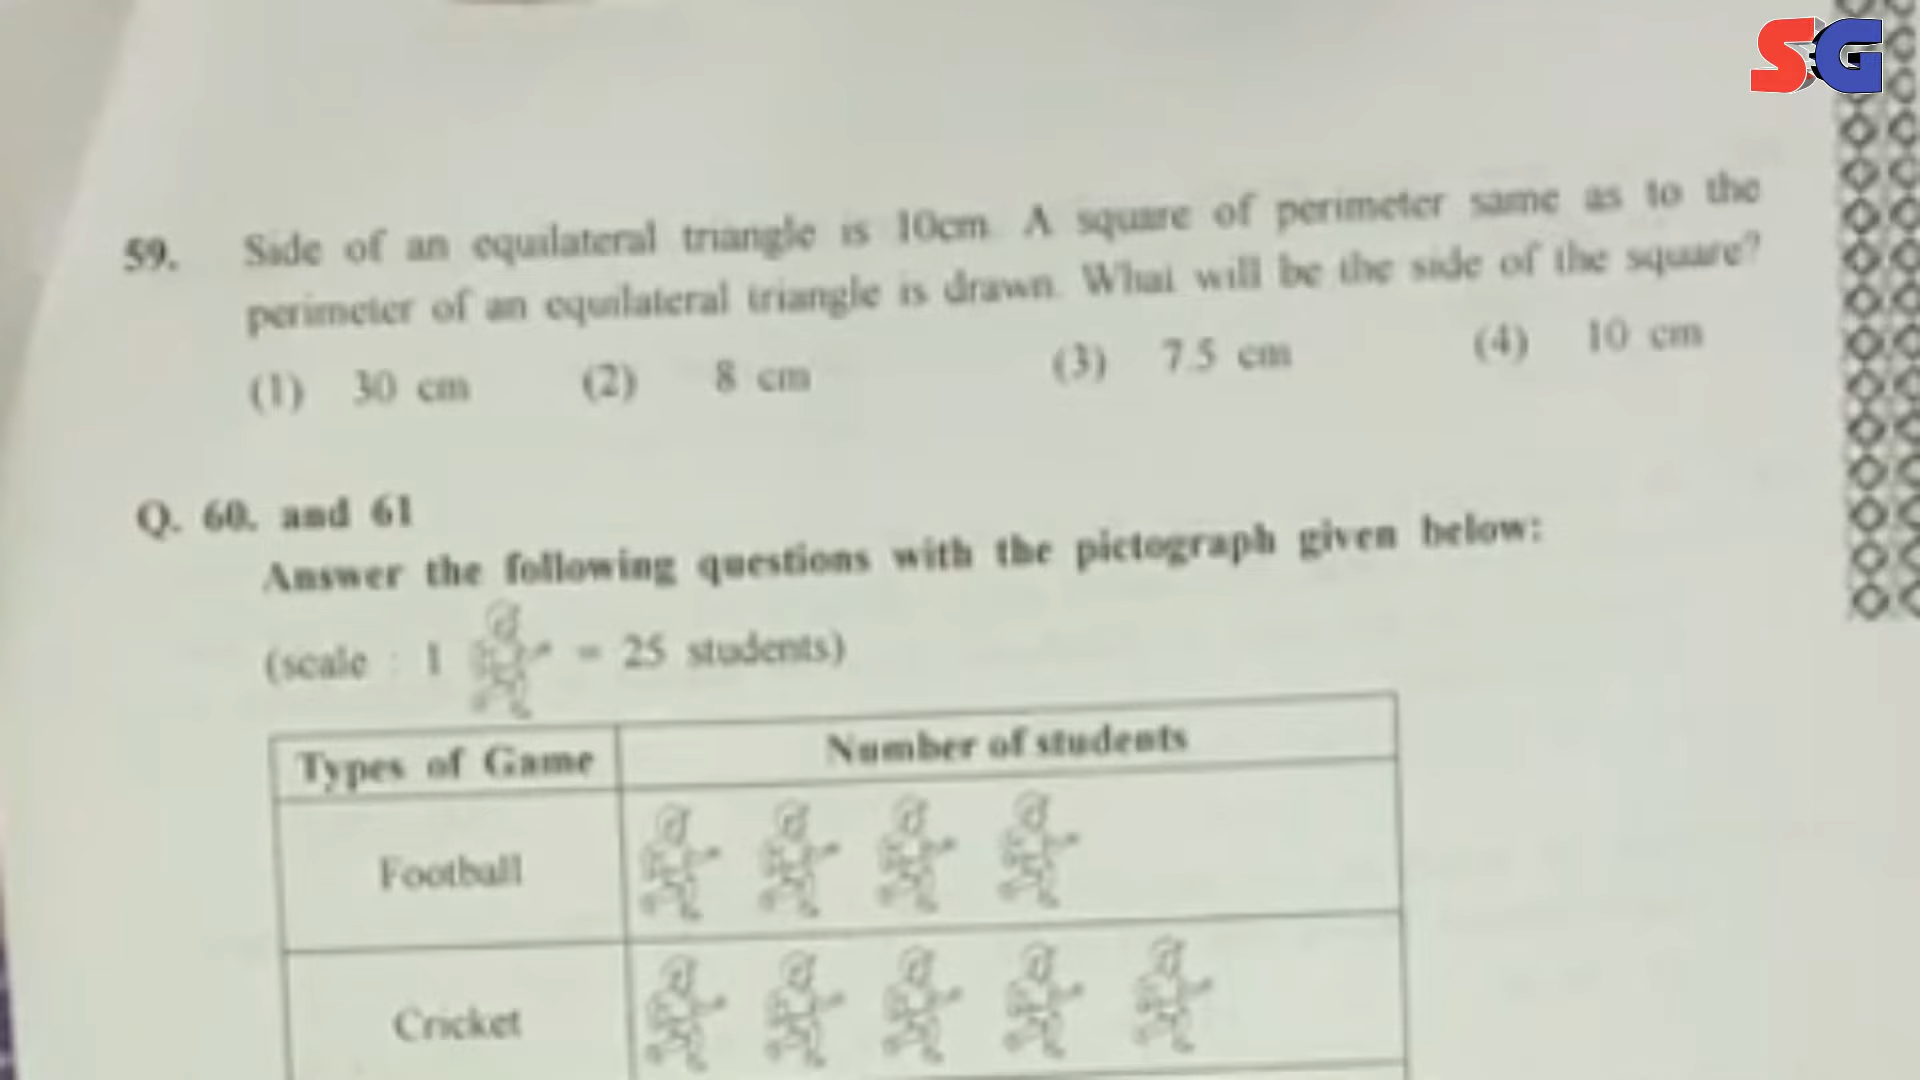 SG
59. Side of an equilateral triangle is 10cm. A square of perimeter same as to the
perimeter of an equilateral triangle is drawn. What will be the side of the square?
(1) 30 cm (2) 8 cm (3) 7.5 cm (4) 10 cm
Q. 60. and 61
Answer the following questions with the pictograph given below:
(scale : 1 = 25 students)
Types of Game Number of students
Football
Cricket